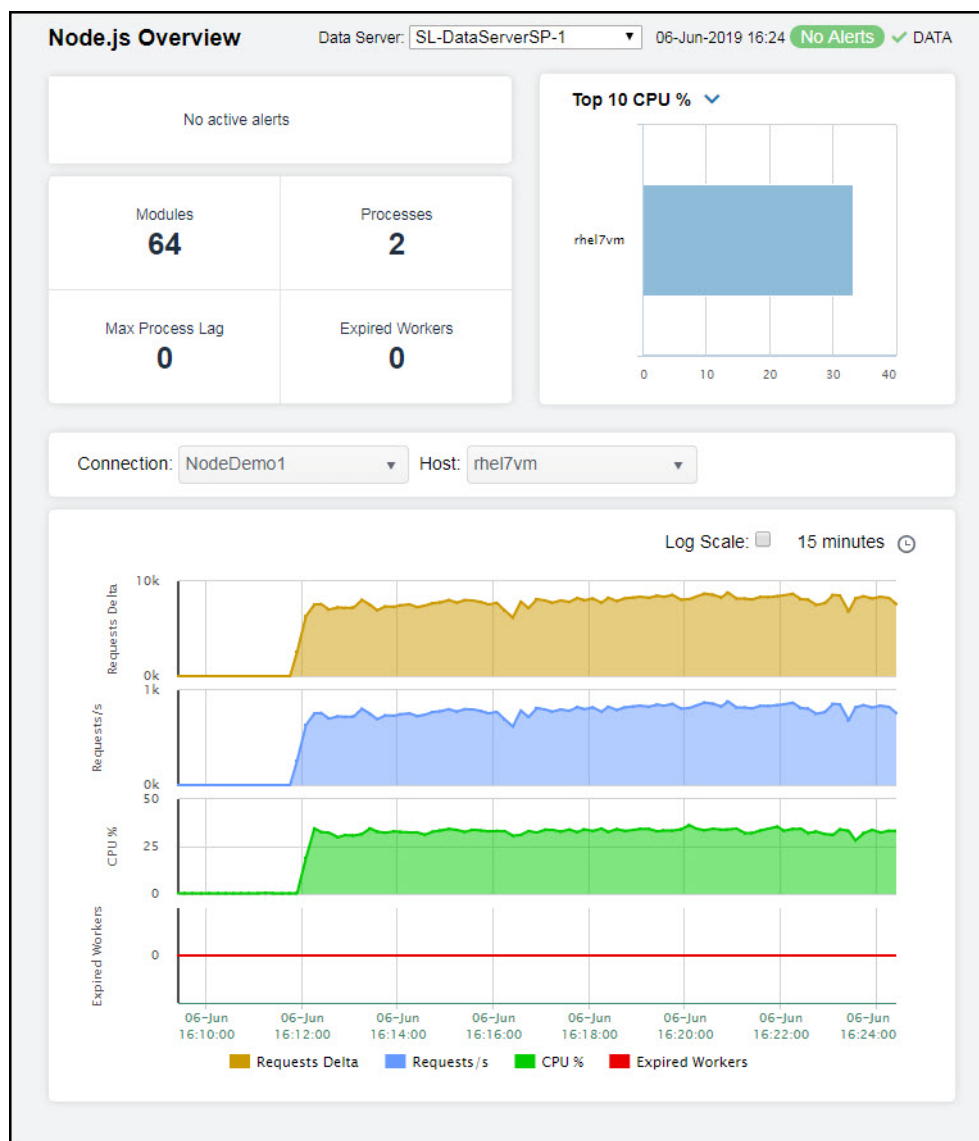 Node.js Overview
Data Server: SL-DataServerSP-1 06-Jun-2019 16:24 No Alerts DATA
No active alerts
Modules
64
Processes
2
Max Process Lag
0
Expired Workers
0
Top 10 CPU %
rhel7vm
0 10 20 30 40
Connection: NodeDemo1 Host: rhel7vm
Log Scale: 15 minutes
Requests Delta
10k
0k
Requests/s
1k
0k
CPU %
50
25
0
Expired Workers
0
06-Jun 06-Jun 06-Jun 06-Jun 06-Jun 06-Jun 06-Jun 06-Jun
16:10:00 16:12:00 16:14:00 16:16:00 16:18:00 16:20:00 16:22:00 16:24:00
Requests Delta Requests/s CPU % Expired Workers